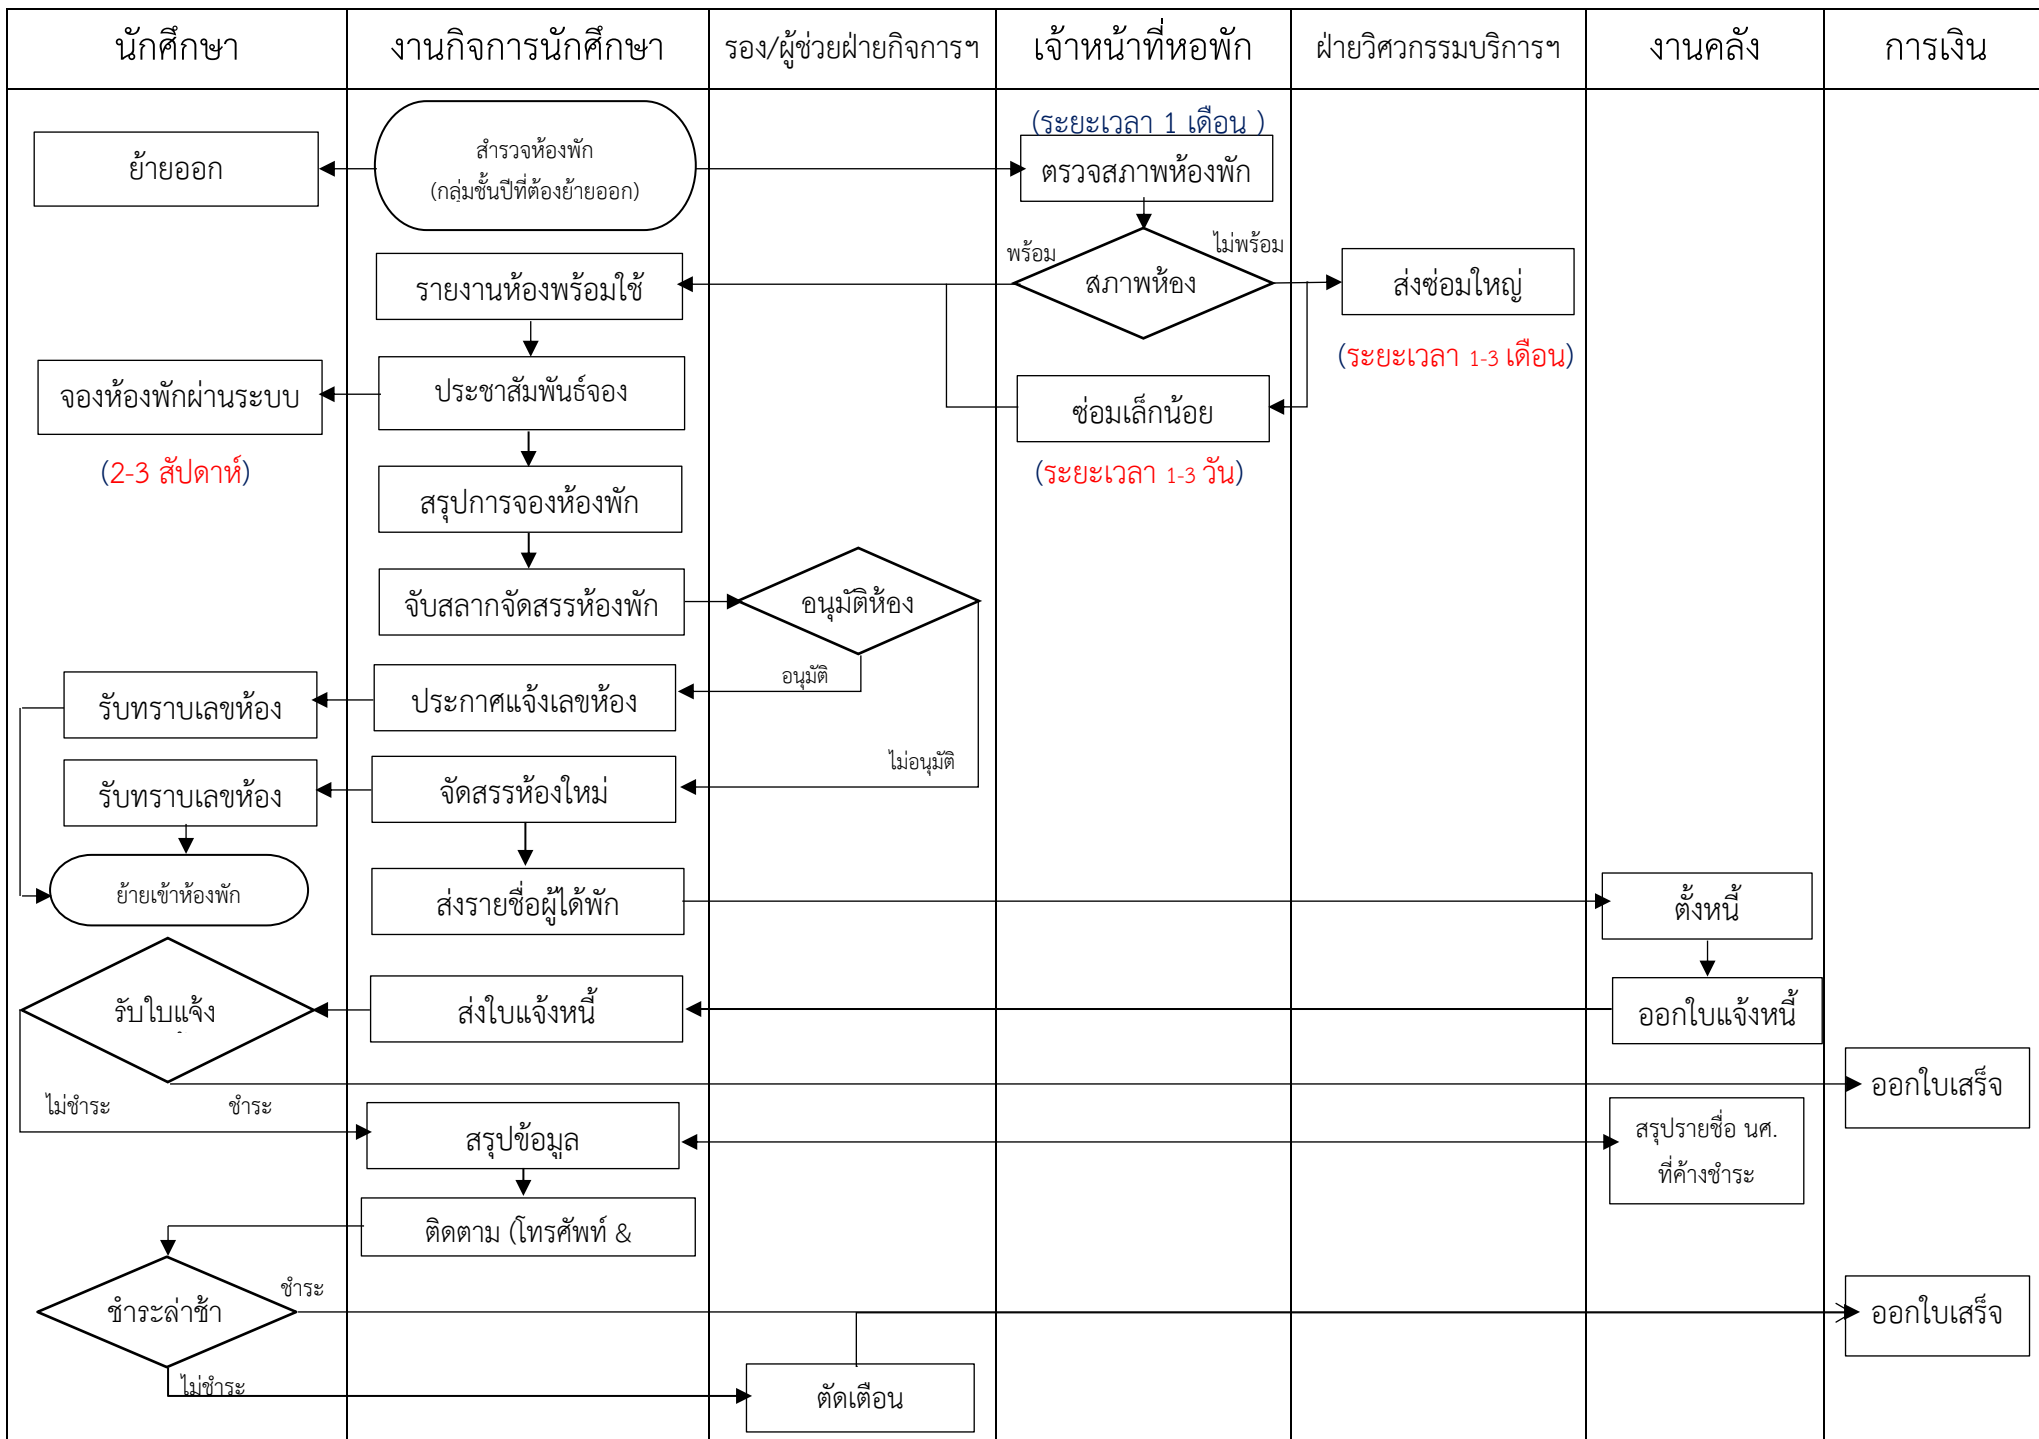 นักศึกษา
งานกิจการนักศึกษา
รอง/ผู้ช่วยฝ่ายกิจการฯ
เจ้าหน้าที่หอพัก
ฝ่ายวิศวกรรมบริการฯ
งานคลัง
การเงิน
ย้ายออก
สำรวจห้องพัก
(กลุ่มชั้นปีที่ต้องย้ายออก)
(ระยะเวลา 1 เดือน )
ตรวจสภาพห้องพัก
พร้อม
ไม่พร้อม
รายงานห้องพร้อมใช้
สภาพห้อง
ส่งซ่อมใหญ่
(ระยะเวลา 1-3 เดือน)
จองห้องพักผ่านระบบ
ประชาสัมพันธ์จอง
ซ่อมเล็กน้อย
(2-3 สัปดาห์)
(ระยะเวลา 1-3 วัน)
สรุปการจองห้องพัก
จับสลากจัดสรรห้องพัก
อนุมัติห้อง
อนุมัติ
รับทราบเลขห้อง
ประกาศแจ้งเลขห้อง
ไม่อนุมัติ
รับทราบเลขห้อง
จัดสรรห้องใหม่
ย้ายเข้าห้องพัก
ส่งรายชื่อผู้ได้พัก
ตั้งหนี้
รับใบแจ้ง
ส่งใบแจ้งหนี้
ออกใบแจ้งหนี้
ออกใบเสร็จ
ไม่ชำระ
ชำระ
สรุปข้อมูล
สรุปรายชื่อ นศ.
ที่ค้างชำระ
ติดตาม (โทรศัพท์ &
ชำระ
ชำระล่าช้า
ออกใบเสร็จ
ไม่ชำระ
ตัดเตือน